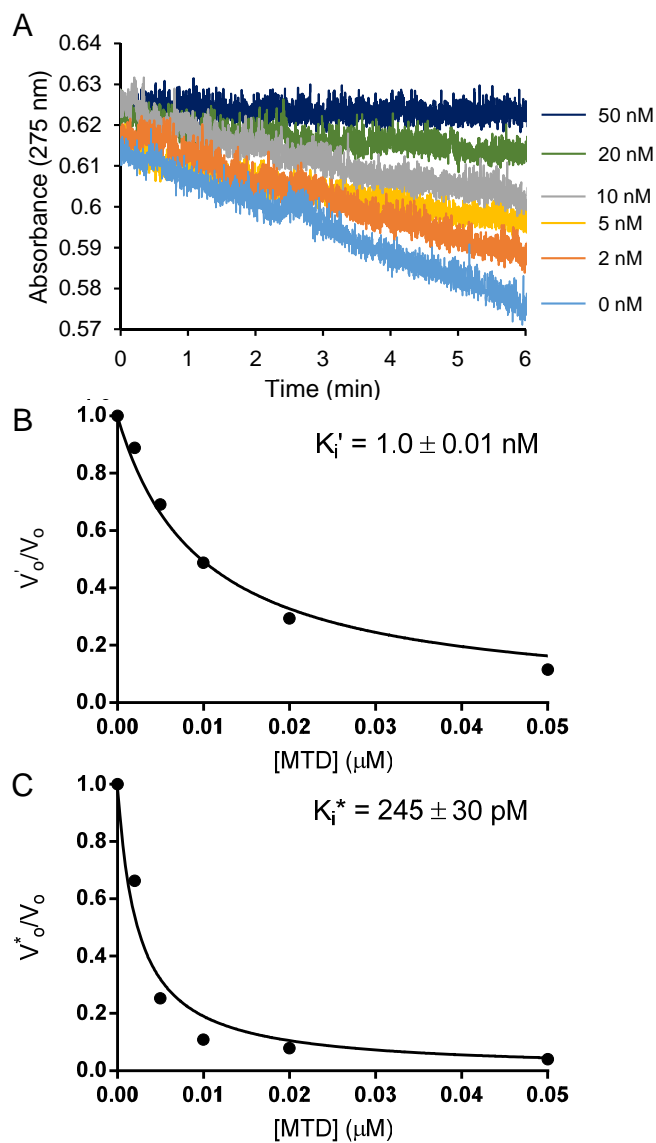 A
Absorbance (275 nm)
0.64
0.63
0.62
0.61
0.6
0.59
0.58
0.57
0 1 2 3 4 5 6
Time (min)
50 nM
20 nM
10 nM
5 nM
2 nM
0 nM
B
Ki' = 1.0 ± 0.01 nM
V'o/Vo
1.0
0.8
0.6
0.4
0.2
0.0
0.00 0.01 0.02 0.03 0.04 0.05
[MTD] (μM)
C
Ki* = 245 ± 30 pM
V*o/Vo
1.0
0.8
0.6
0.4
0.2
0.0
0.00 0.01 0.02 0.03 0.04 0.05
[MTD] (μM)